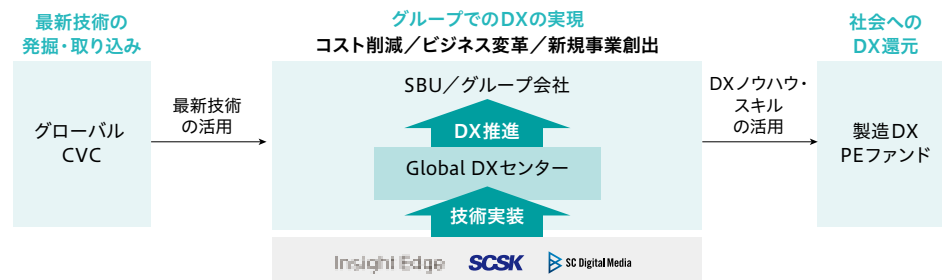 最新技術の
発掘・取り込み
グローバル
CVC
最新技術
の活用
グループでのDXの実現
コスト削減／ビジネス変革／新規事業創出
SBU／グループ会社
DX推進
Global DXセンター
技術実装
Insight Edge
SCSK
SC Digital Media
DXノウハウ・
スキル
の活用
社会への
DX還元
製造DX
PEファンド